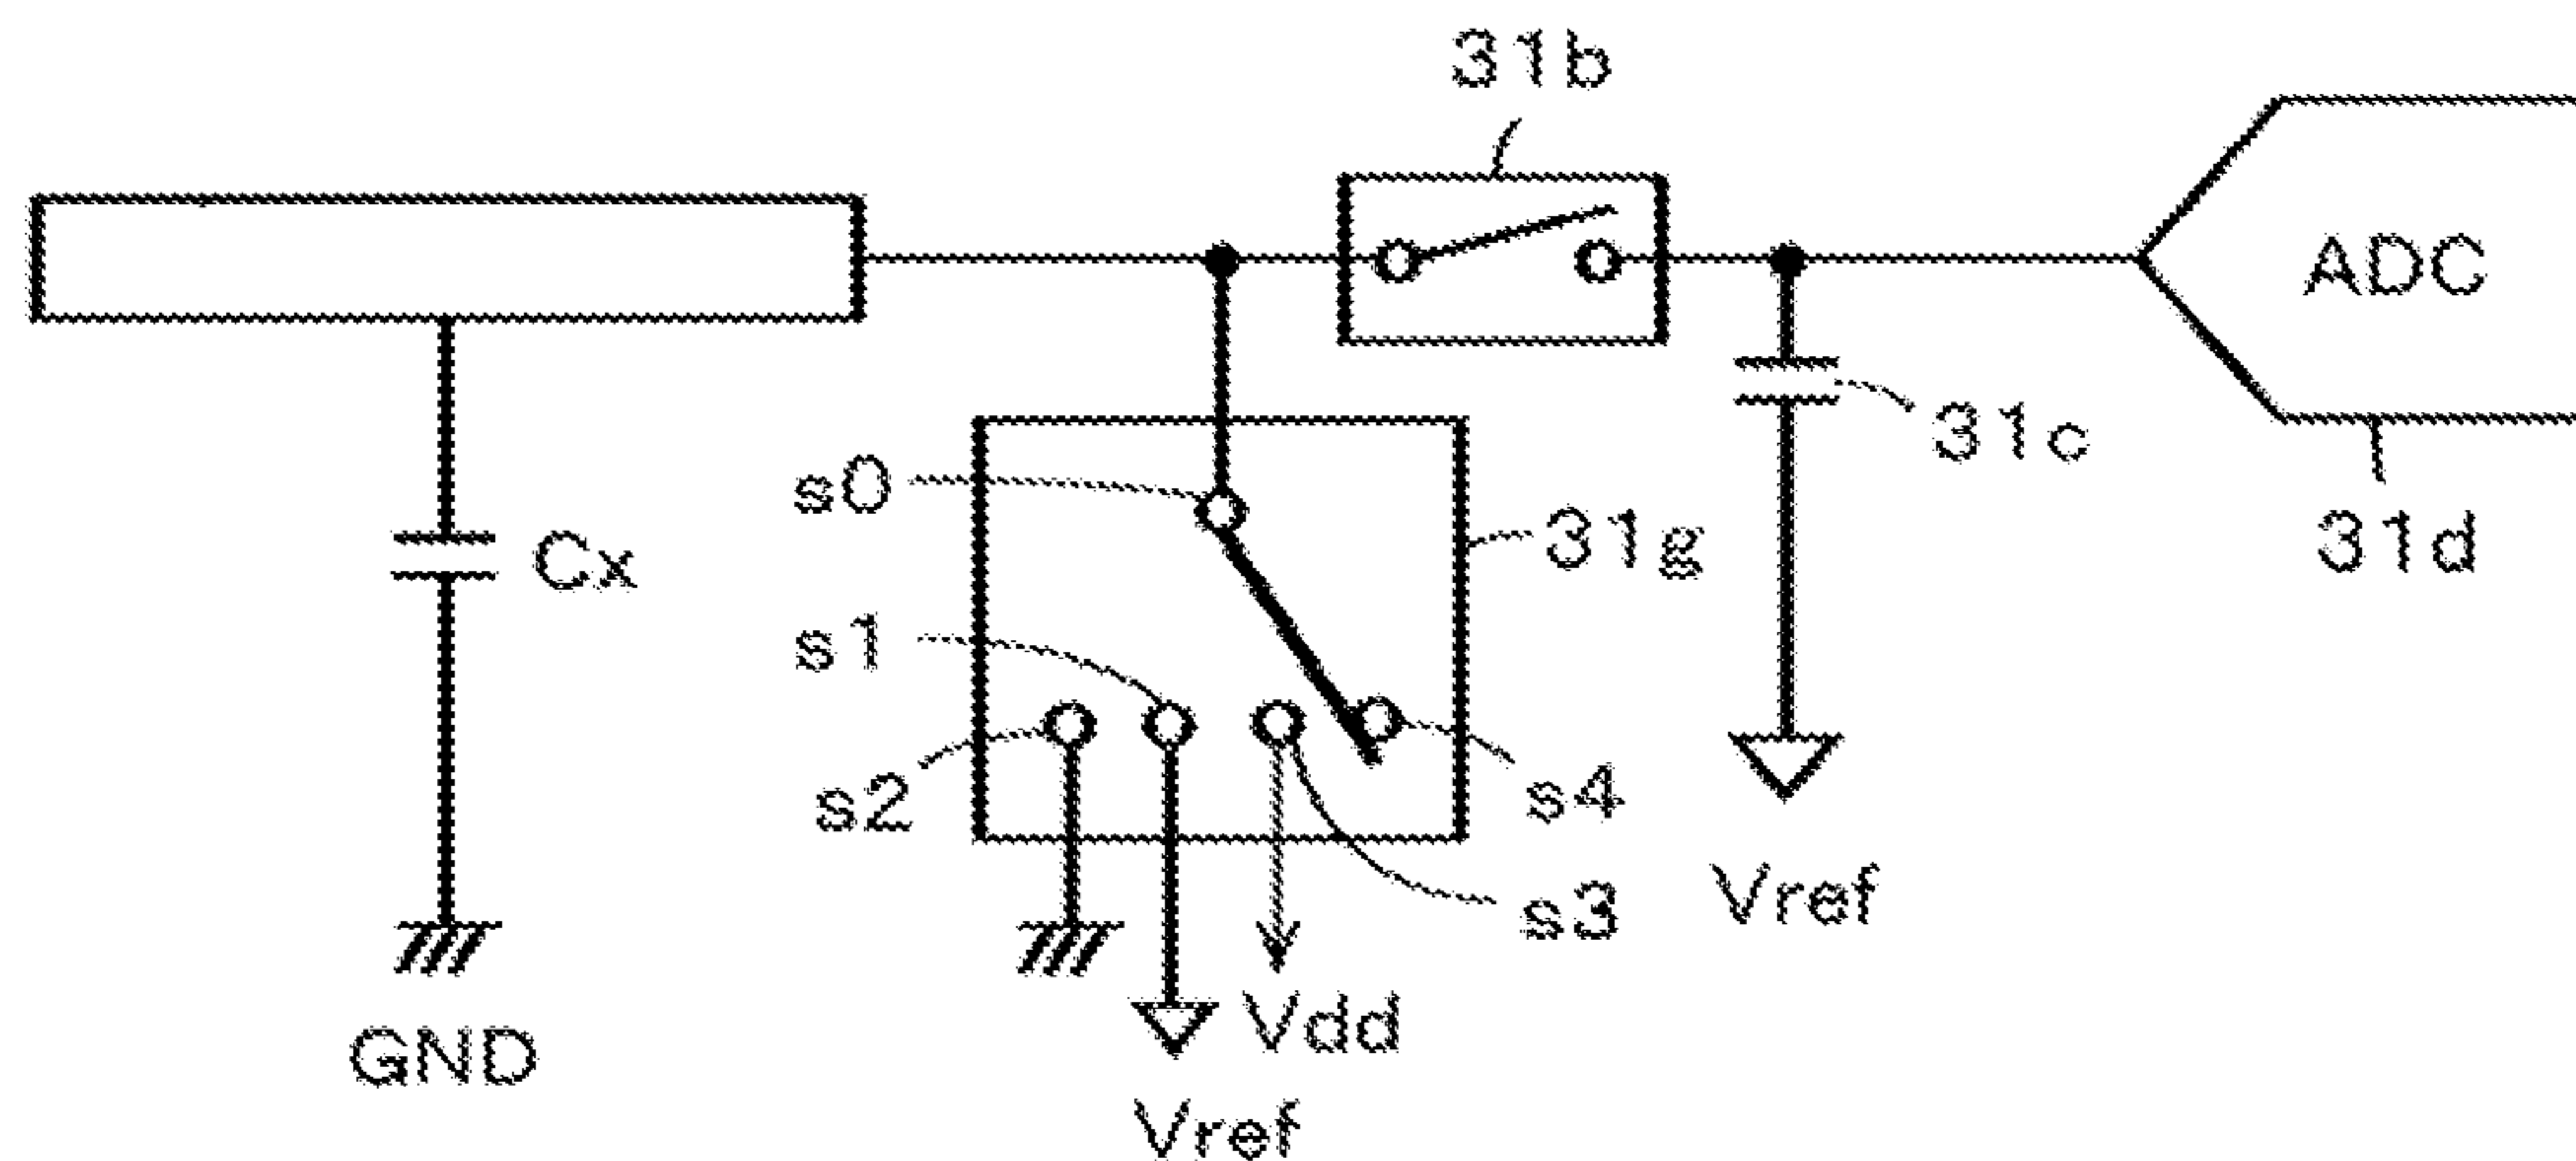 31b
ADC
31c
s0
31g
31d
Cx
s1
s2
s4
s3
Vref
GND
Vdd
Vref